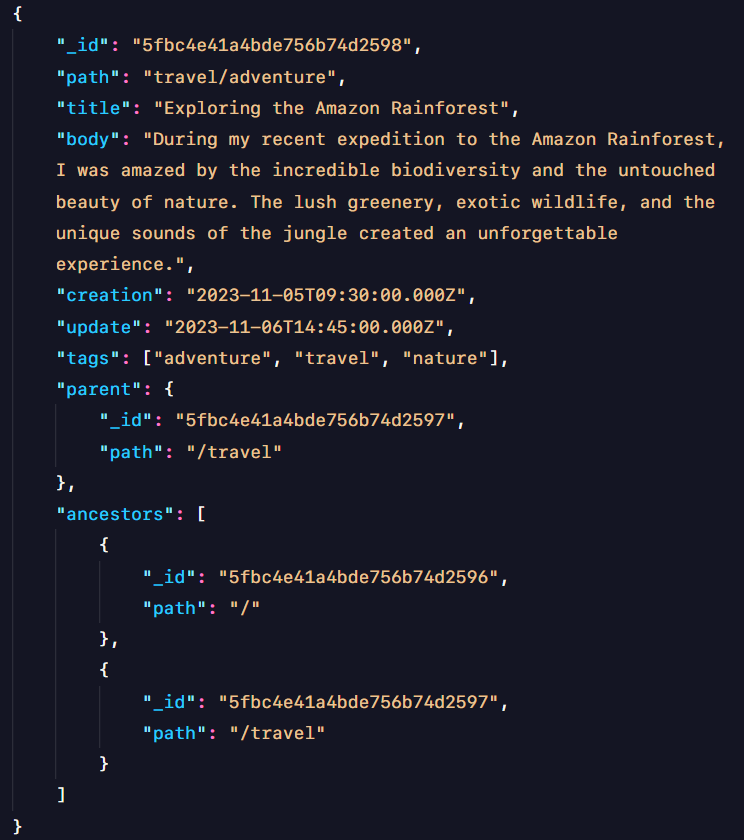 {
    "_id": "5fbc4e41a4bde756b74d2598",
    "path": "travel/adventure",
    "title": "Exploring the Amazon Rainforest",
    "body": "During my recent expedition to the Amazon Rainforest,
    I was amazed by the incredible biodiversity and the untouched
    beauty of nature. The lush greenery, exotic wildlife, and the
    unique sounds of the jungle created an unforgettable
    experience.",
    "creation": "2023-11-05T09:30:00.000Z",
    "update": "2023-11-06T14:45:00.000Z",
    "tags": ["adventure", "travel", "nature"],
    "parent": {
        "_id": "5fbc4e41a4bde756b74d2597",
        "path": "/travel"
    },
    "ancestors": [
        {
            "_id": "5fbc4e41a4bde756b74d2596",
            "path": "/"
        },
        {
            "_id": "5fbc4e41a4bde756b74d2597",
            "path": "/travel"
        }
    ]
}